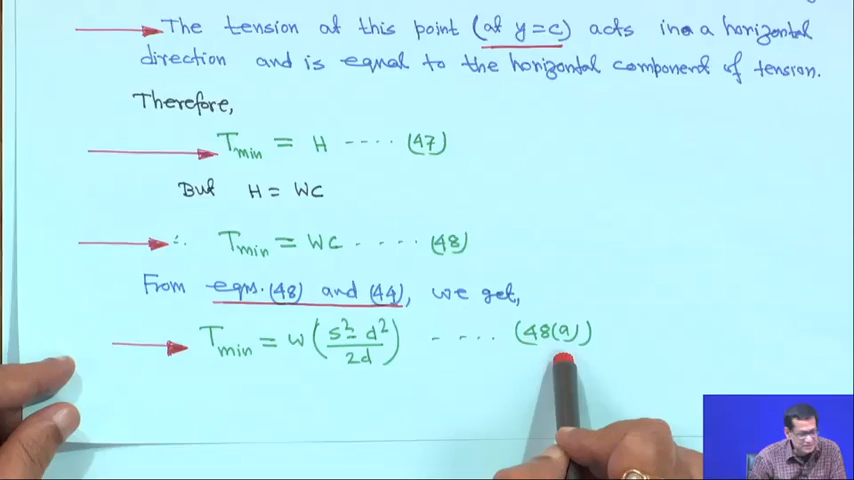 The tension at this point (at y=c) acts in a horizontal
direction and is equal to the horizontal component of tension.
Therefore,
Tmin = H ---- (47)
But H = WC
∴ Tmin = WC ----- (48)
From eqns. (48) and (44), we get,
Tmin = W((S²-d²)/2d) ---- (48(a))